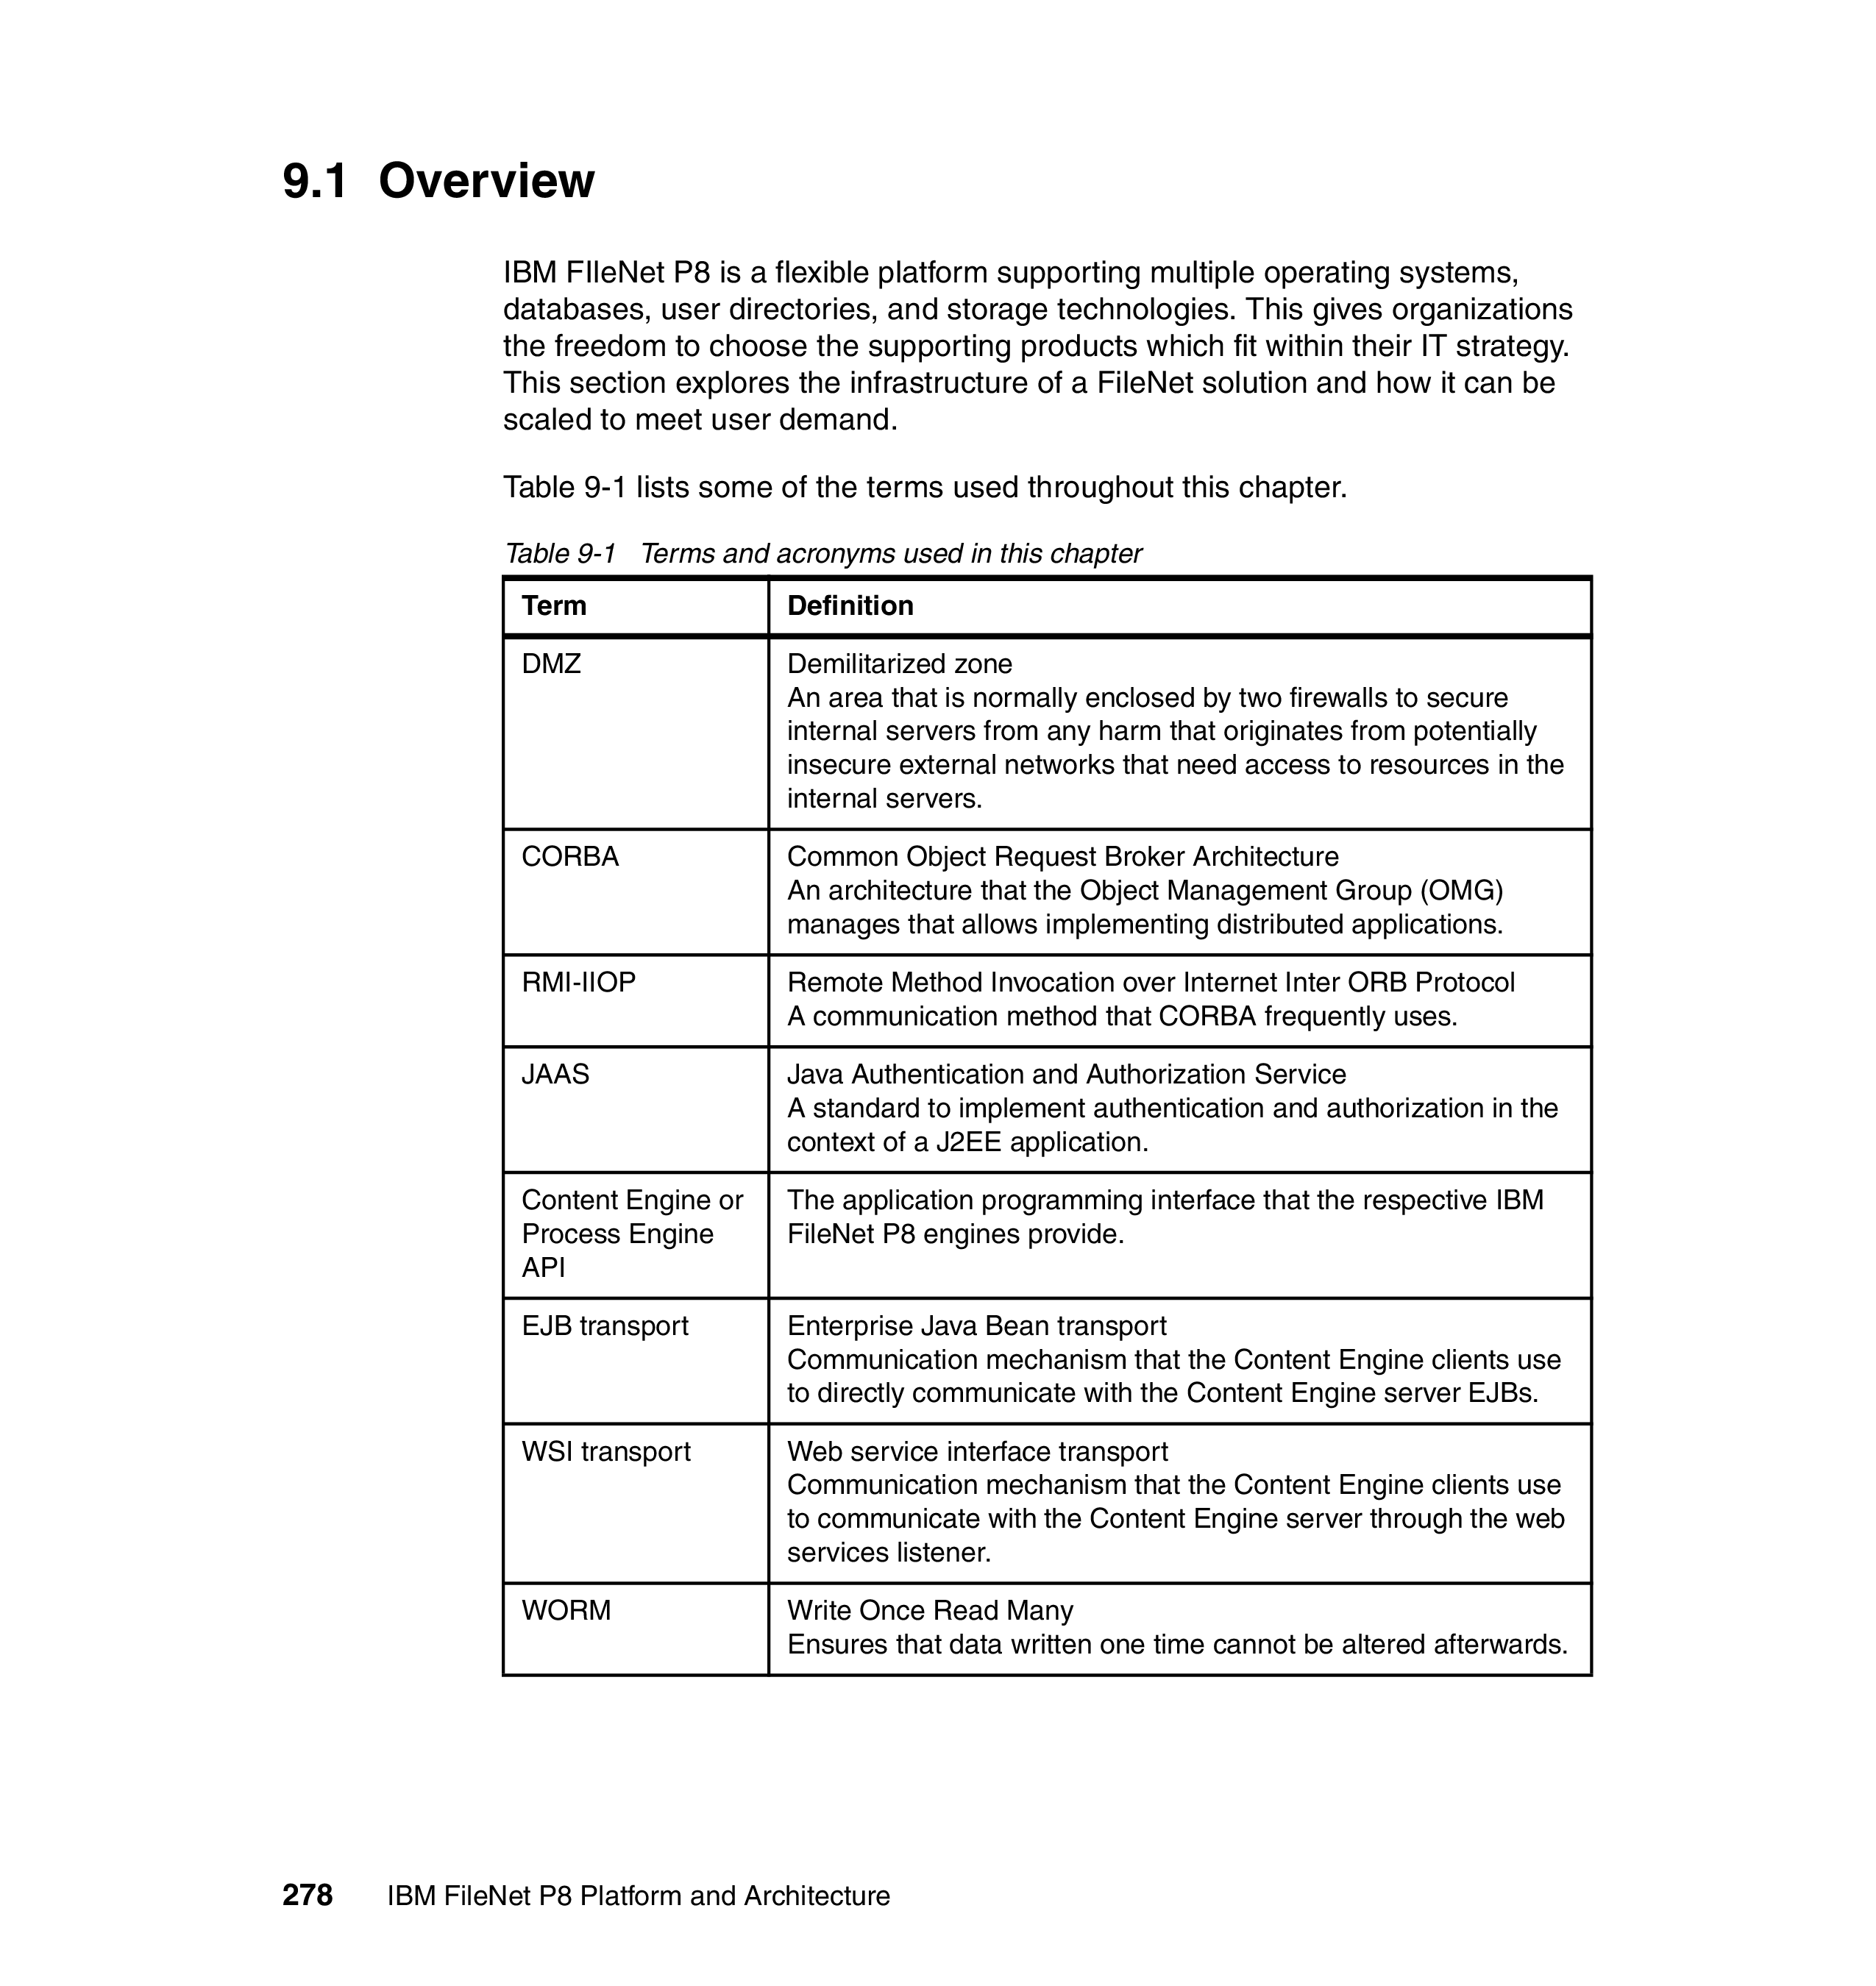 9.1 Overview
IBM FIleNet P8 is a flexible platform supporting multiple operating systems,
databases, user directories, and storage technologies. This gives organizations
the freedom to choose the supporting products which fit within their IT strategy.
This section explores the infrastructure of a FileNet solution and how it can be
scaled to meet user demand.
Table 9-1 lists some of the terms used throughout this chapter.
Table 9-1 Terms and acronyms used in this chapter
Term
Definition
DMZ
Demilitarized zone
An area that is normally enclosed by two firewalls to secure
internal servers from any harm that originates from potentially
insecure external networks that need access to resources in the
internal servers.
CORBA
Common Object Request Broker Architecture
An architecture that the Object Management Group (OMG)
manages that allows implementing distributed applications.
RMI-IIOP
Remote Method Invocation over Internet Inter ORB Protocol
A communication method that CORBA frequently uses.
JAAS
Java Authentication and Authorization Service
A standard to implement authentication and authorization in the
context of a J2EE application.
Content Engine or
Process Engine
API
The application programming interface that the respective IBM
FileNet P8 engines provide.
EJB transport
Enterprise Java Bean transport
Communication mechanism that the Content Engine clients use
to directly communicate with the Content Engine server EJBs.
WSI transport
Web service interface transport
Communication mechanism that the Content Engine clients use
to communicate with the Content Engine server through the web
services listener.
WORM
Write Once Read Many
Ensures that data written one time cannot be altered afterwards.
278 IBM FileNet P8 Platform and Architecture